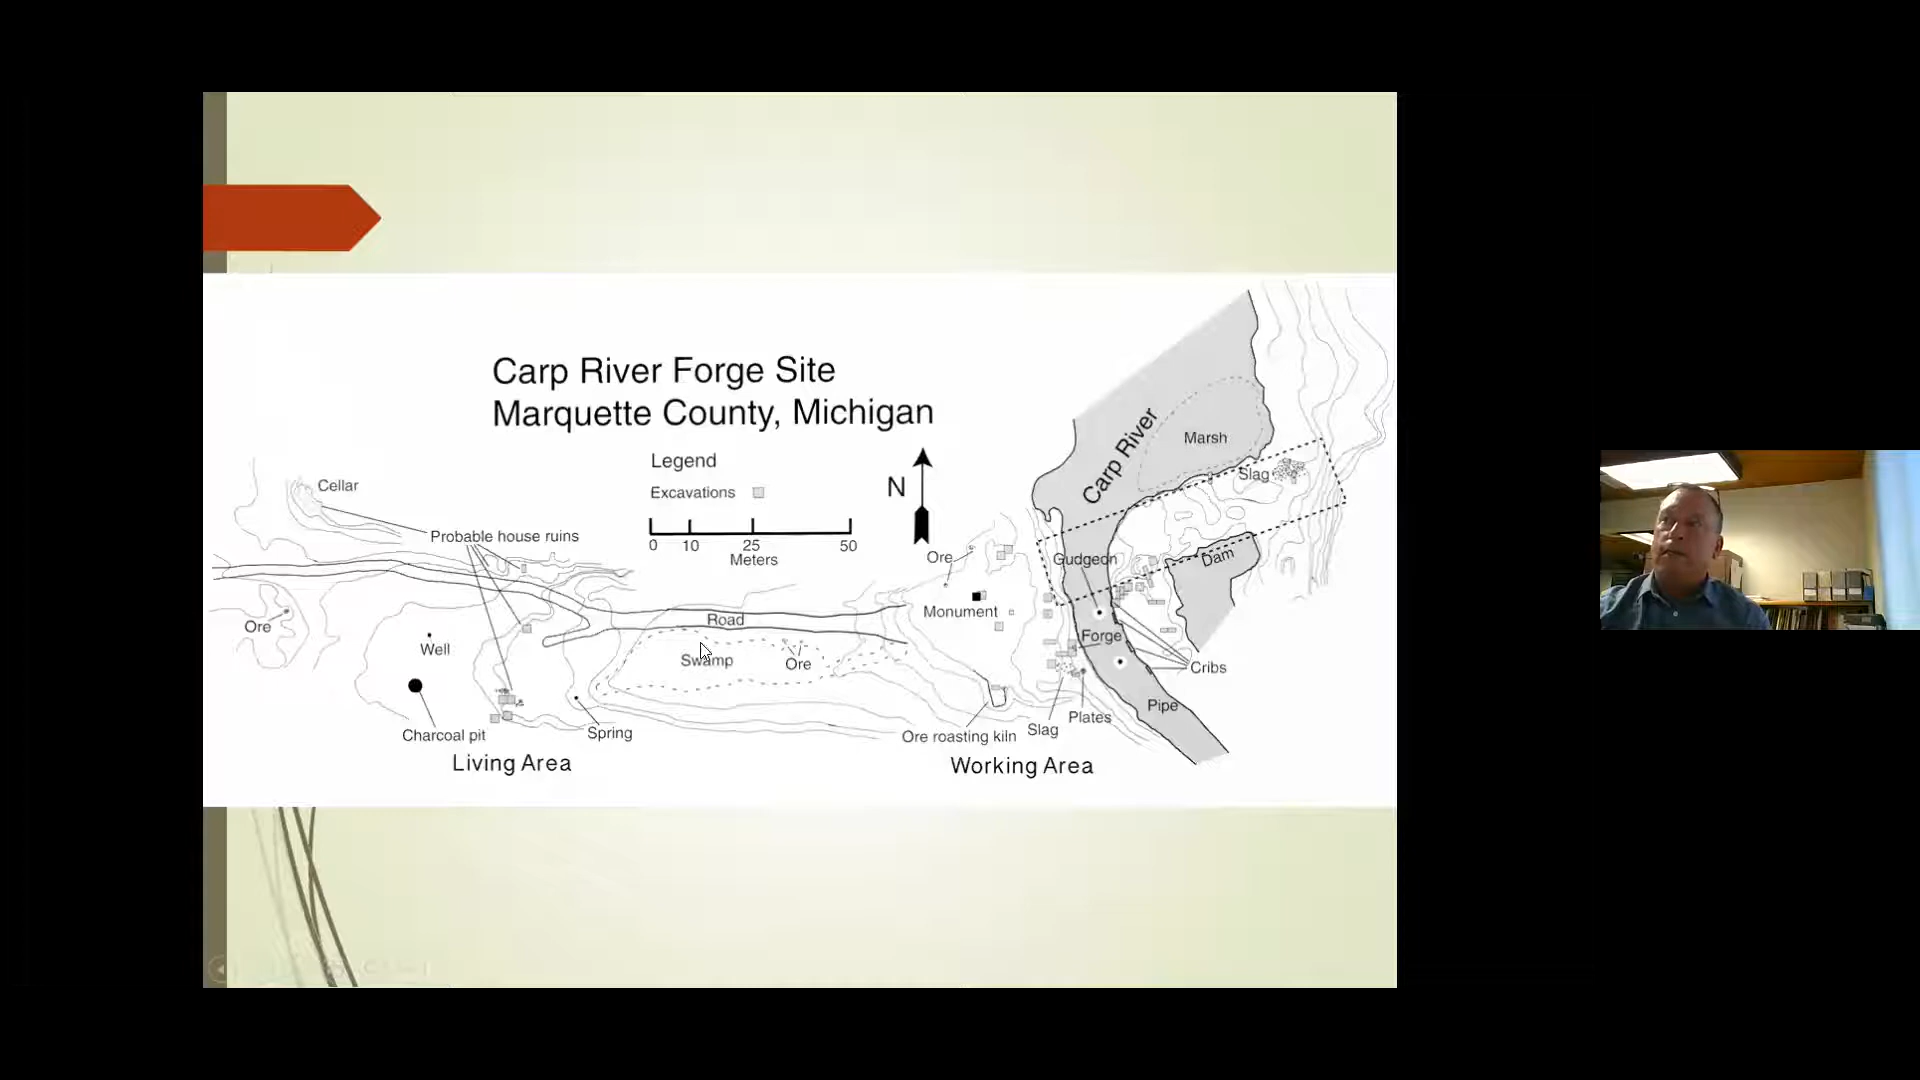 Carp River Forge Site
Marquette County, Michigan
Legend
Excavations
0 10 25 50
Meters
N
Carp River
Marsh
Slag
Dam
Gudgeon
Forge
Cribs
Pipe
Plates
Slag
Ore roasting kiln
Working Area
Monument
Ore
Cellar
Probable house ruins
Ore
Well
Road
Swamp
Ore
Charcoal pit
Spring
Living Area